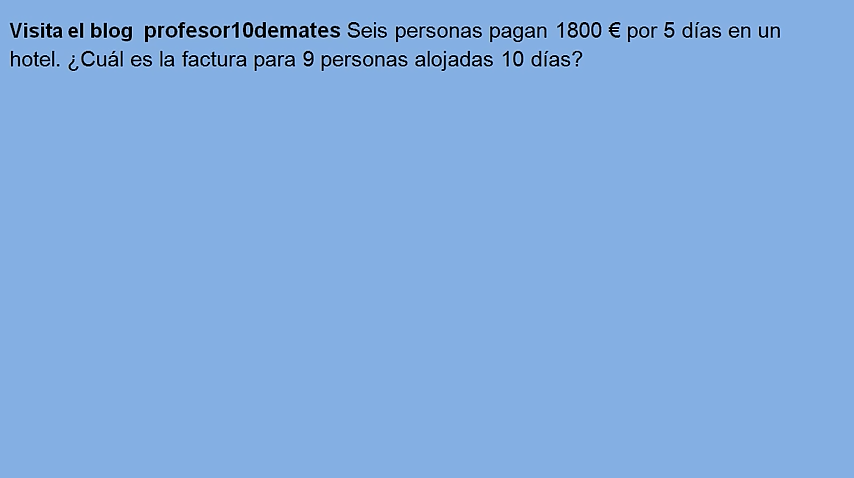 Visita el blog  profesor10demates Seis personas pagan 1800 € por 5 días en un
hotel. ¿Cuál es la factura para 9 personas alojadas 10 días?